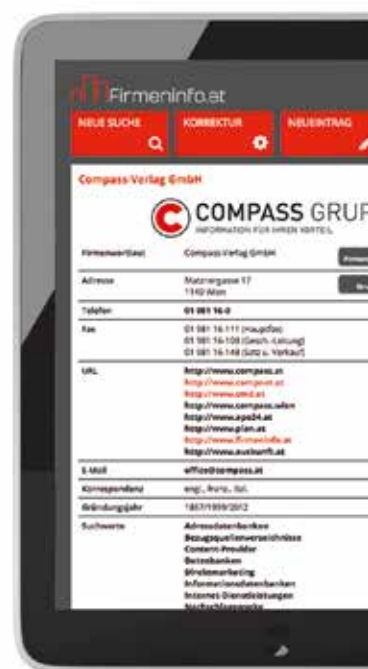 Firmeninfo.at
NEUE SUCHE KORREKTUR NEUEINTRAG
Compass-Verlag GmbH
C COMPASS GRUP
INFORMATION FÜR IHREN VORTEIL
Firmenwortlaut Compass-Verlag GmbH
Adresse Matznergasse 17
1140 Wien
Telefon 01 981 16-0
Fax 01 981 16-111 (Hauptfax)
01 981 16-108 (Gesch.-Leitung)
01 981 16-148 (Satz u. Verkauf)
URL http://www.compass.at
http://www.compnet.at
http://www.compass.wien
http://www.apo24.at
http://www.plan.at
http://www.firmeninfo.at
http://www.auskunft.at
E-Mail office@compass.at
Korrespondenz engl., franz., ital.
Gründungsjahr 1867/1999/2012
Suchworte Adressdatenbanken
Bezugsquellenverzeichnisse
Content-Provider
Datenbanken
Direktmarketing
Informationsdatenbanken
Internet-Dienstleistungen
Nachschlagewerke